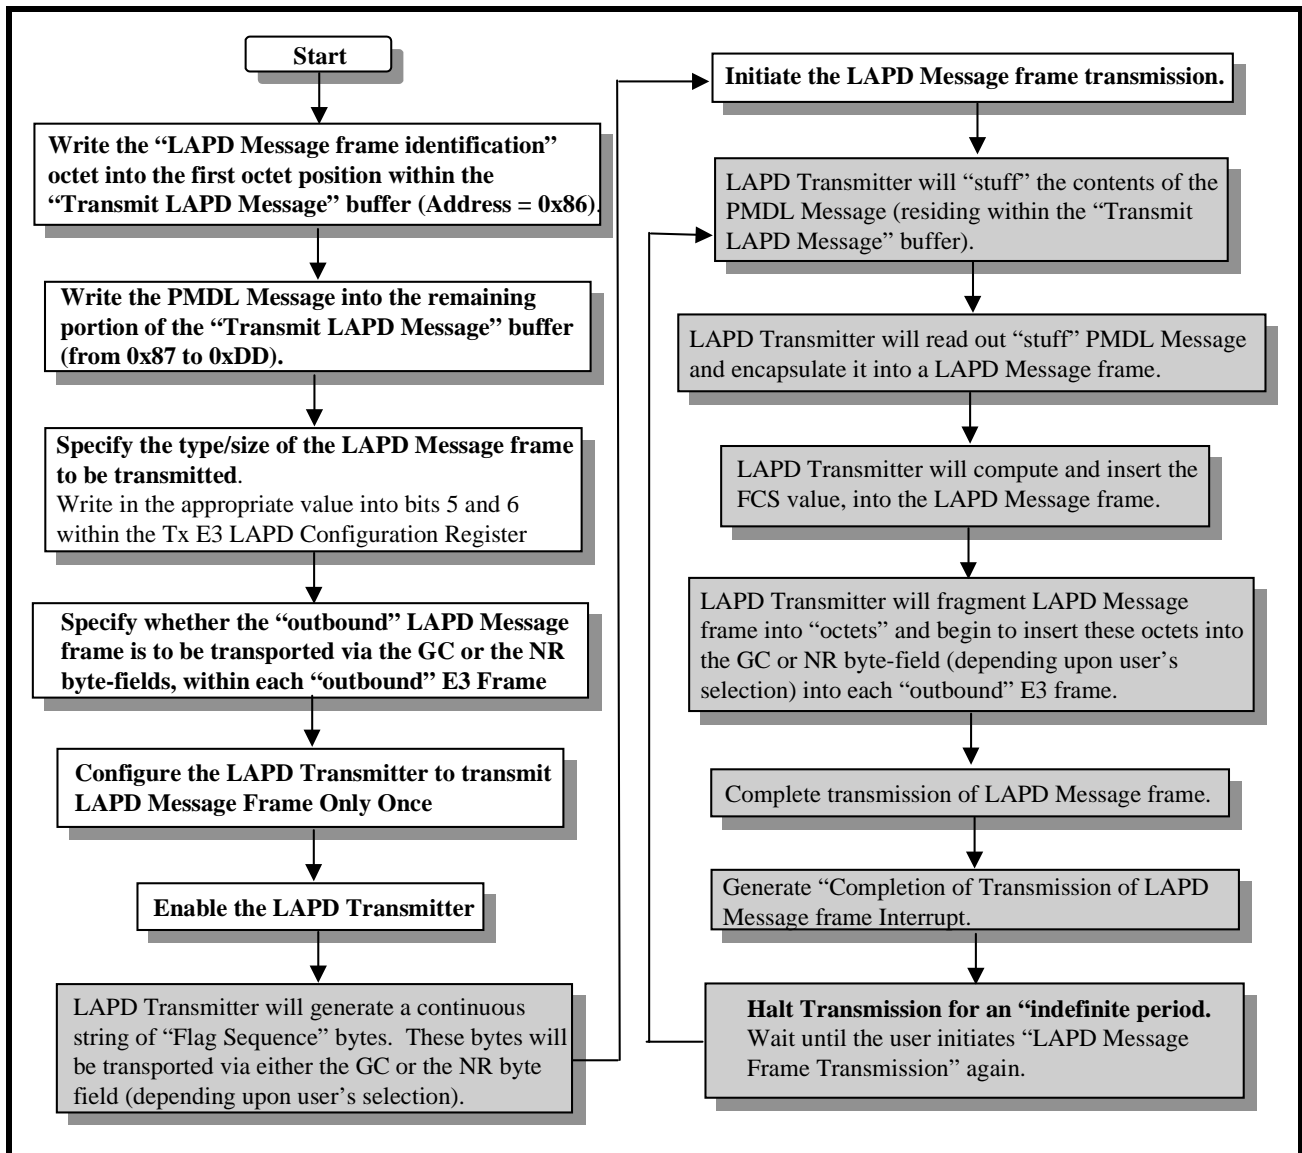 Start
Write the “LAPD Message frame identification”
octet into the first octet position within the
“Transmit LAPD Message” buffer (Address = 0x86).
Write the PMDL Message into the remaining
portion of the “Transmit LAPD Message” buffer
(from 0x87 to 0xDD).
Specify the type/size of the LAPD Message frame
to be transmitted.
Write in the appropriate value into bits 5 and 6
within the Tx E3 LAPD Configuration Register
Specify whether the “outbound” LAPD Message
frame is to be transported via the GC or the NR
byte-fields, within each “outbound” E3 Frame
Configure the LAPD Transmitter to transmit
LAPD Message Frame Only Once
Enable the LAPD Transmitter
LAPD Transmitter will generate a continuous
string of “Flag Sequence” bytes.  These bytes will
be transported via either the GC or the NR byte
field (depending upon user’s selection).
Initiate the LAPD Message frame transmission.
LAPD Transmitter will “stuff” the contents of the
PMDL Message (residing within the “Transmit
LAPD Message” buffer).
LAPD Transmitter will read out “stuff” PMDL Message
and encapsulate it into a LAPD Message frame.
LAPD Transmitter will compute and insert the
FCS value, into the LAPD Message frame.
LAPD Transmitter will fragment LAPD Message
frame into “octets” and begin to insert these octets into
the GC or NR byte-field (depending upon user’s
selection) into each “outbound” E3 frame.
Complete transmission of LAPD Message frame.
Generate “Completion of Transmission of LAPD
Message frame Interrupt.
Halt Transmission for an “indefinite period.
Wait until the user initiates “LAPD Message
Frame Transmission” again.